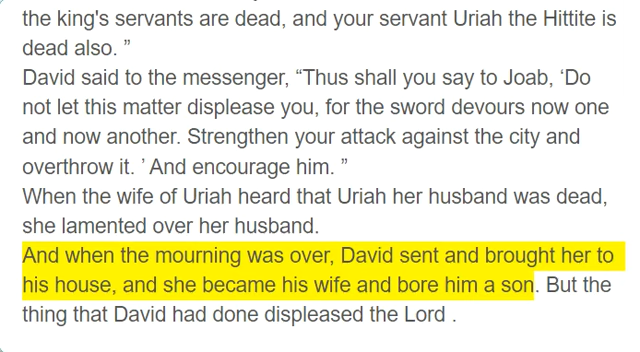 the king's servants are dead, and your servant Uriah the Hittite is
dead also. ”
David said to the messenger, “Thus shall you say to Joab, ‘Do
not let this matter displease you, for the sword devours now one
and now another. Strengthen your attack against the city and
overthrow it. ’ And encourage him. ”
When the wife of Uriah heard that Uriah her husband was dead,
she lamented over her husband.
And when the mourning was over, David sent and brought her to
his house, and she became his wife and bore him a son. But the
thing that David had done displeased the Lord .